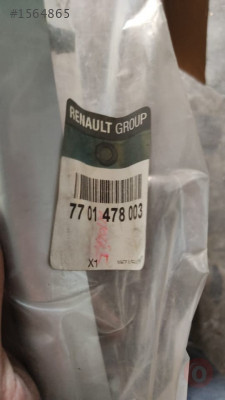 #1564865
RENAULT GROUP
77 01 478 003
X1